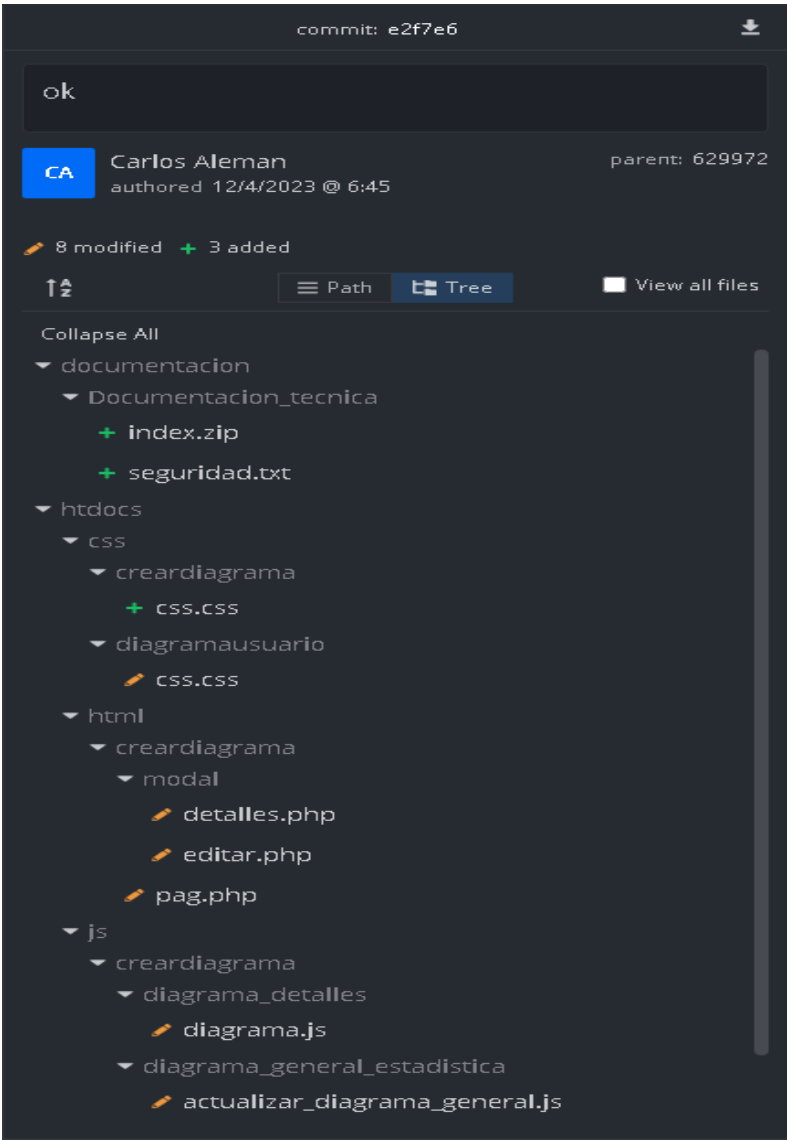 commit: e2f7e6
ok
CA
Carlos Aleman
parent: 629972
authored 12/4/2023 @ 6:45
8 modified + 3 added
Path
Tree
View all files
Collapse All
documentacion
Documentacion_tecnica
+ index.zip
+ seguridad.txt
htdocs
css
creardiagrama
+ css.css
diagramausuario
css.css
html
creardiagrama
modal
detalles.php
editar.php
pag.php
js
creardiagrama
diagrama_detalles
diagrama.js
diagrama_general_estadistica
actualizar_diagrama_general.js